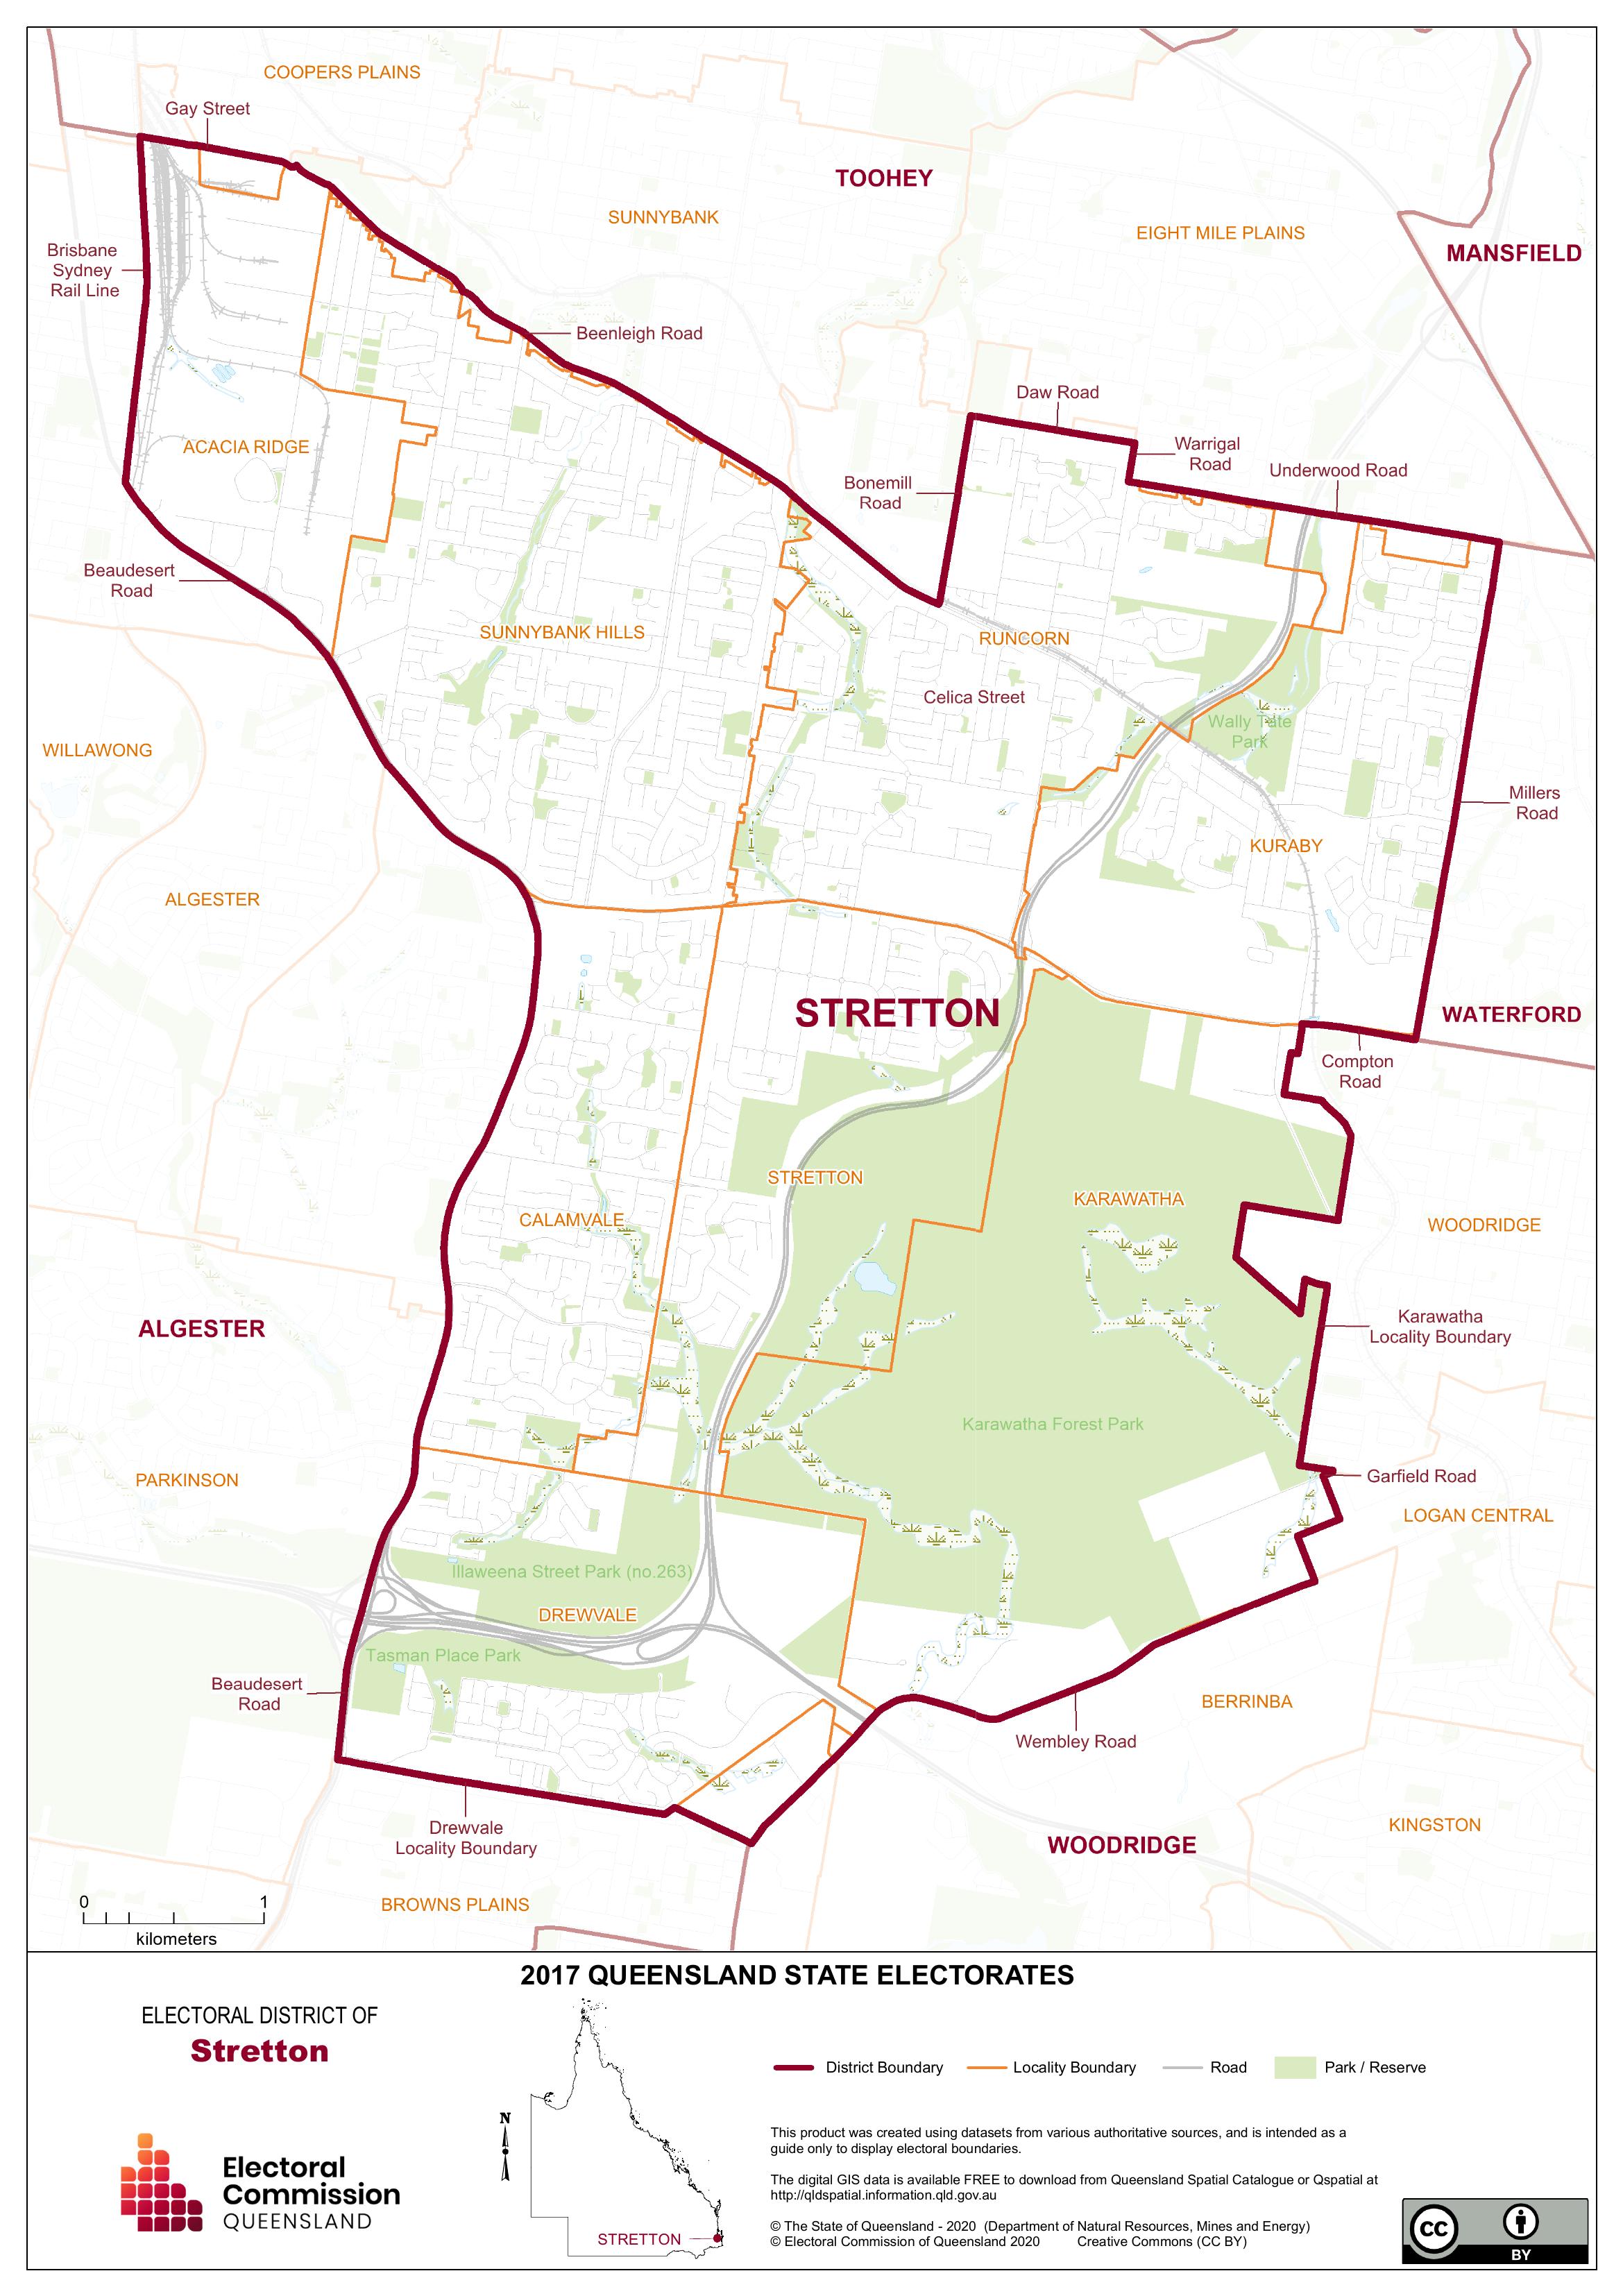 COOPERS PLAINS
Gay Street
TOOHEY
SUNNYBANK
EIGHT MILE PLAINS
MANSFIELD
Brisbane
Sydney
Rail Line
Beenleigh Road
Daw Road
Warrigal
Road
Underwood Road
ACACIA RIDGE
Bonemill
Road
Beaudesert
Road
SUNNYBANK HILLS
RUNCORN
Celica Street
Wally Tate
Park
WILLAWONG
Millers
Road
KURABY
ALGESTER
STRETTON
WATERFORD
Compton
Road
STRETTON
KARAWATHA
CALAMVALE
WOODRIDGE
ALGESTER
Karawatha
Locality Boundary
Karawatha Forest Park
PARKINSON
Garfield Road
LOGAN CENTRAL
Illaweena Street Park (no.263)
DREWVALE
Tasman Place Park
Beaudesert
Road
BERRINBA
Wembley Road
Drewvale
Locality Boundary
WOODRIDGE
KINGSTON
BROWNS PLAINS
0 1
kilometers
2017 QUEENSLAND STATE ELECTORATES
ELECTORAL DISTRICT OF
Stretton
District Boundary Locality Boundary Road Park / Reserve
N
STRETTON
Electoral
Commission
QUEENSLAND
This product was created using datasets from various authoritative sources, and is intended as a
guide only to display electoral boundaries.
The digital GIS data is available FREE to download from Queensland Spatial Catalogue or Qspatial at
http://qldspatial.information.qld.gov.au
© The State of Queensland - 2020 (Department of Natural Resources, Mines and Energy)
© Electoral Commission of Queensland 2020 Creative Commons (CC BY)
CC
BY